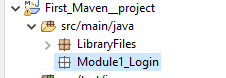 First_Maven__project
src/main/java
LibraryFiles
Module1_Login